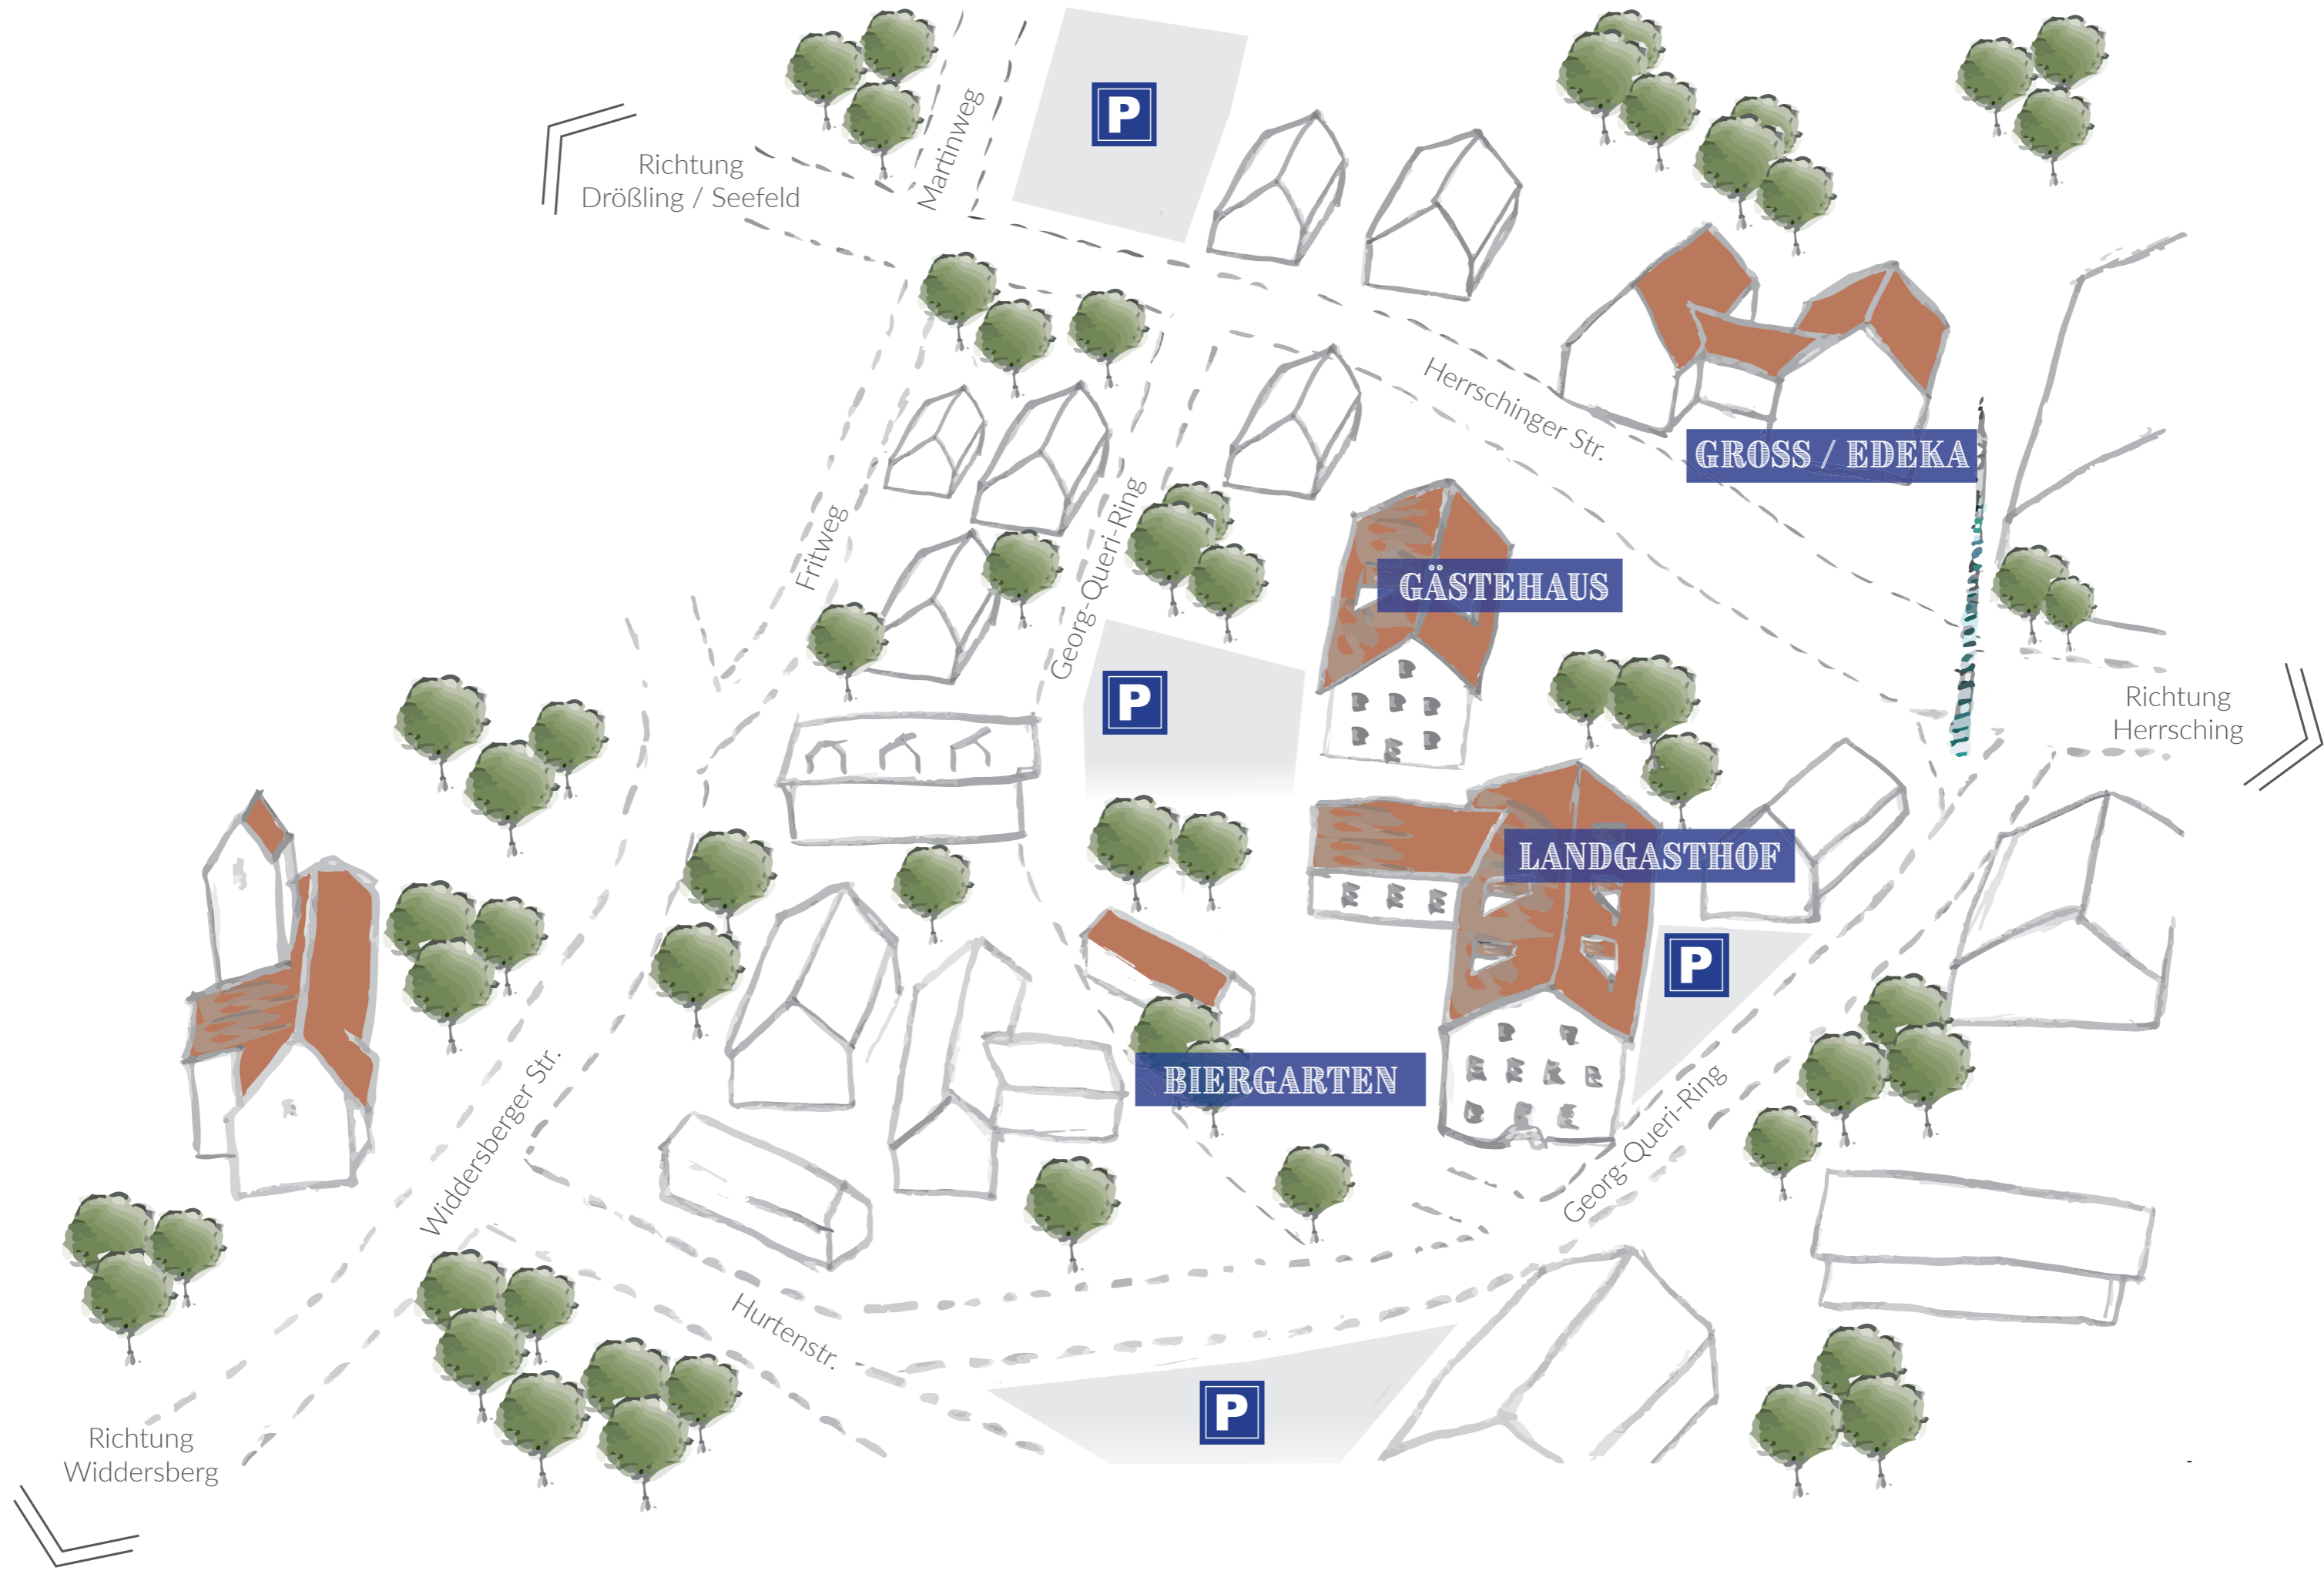 P
Martinweg
Richtung
Drößling / Seefeld
Herrschinger Str.
GROSS / EDEKA
Fritweg
Georg-Queri-Ring
GÄSTEHAUS
P
Richtung
Herrsching
LANDGASTHOF
P
BIERGARTEN
Widdersberger Str.
Georg-Queri-Ring
Hurtenstr.
P
Richtung
Widdersberg